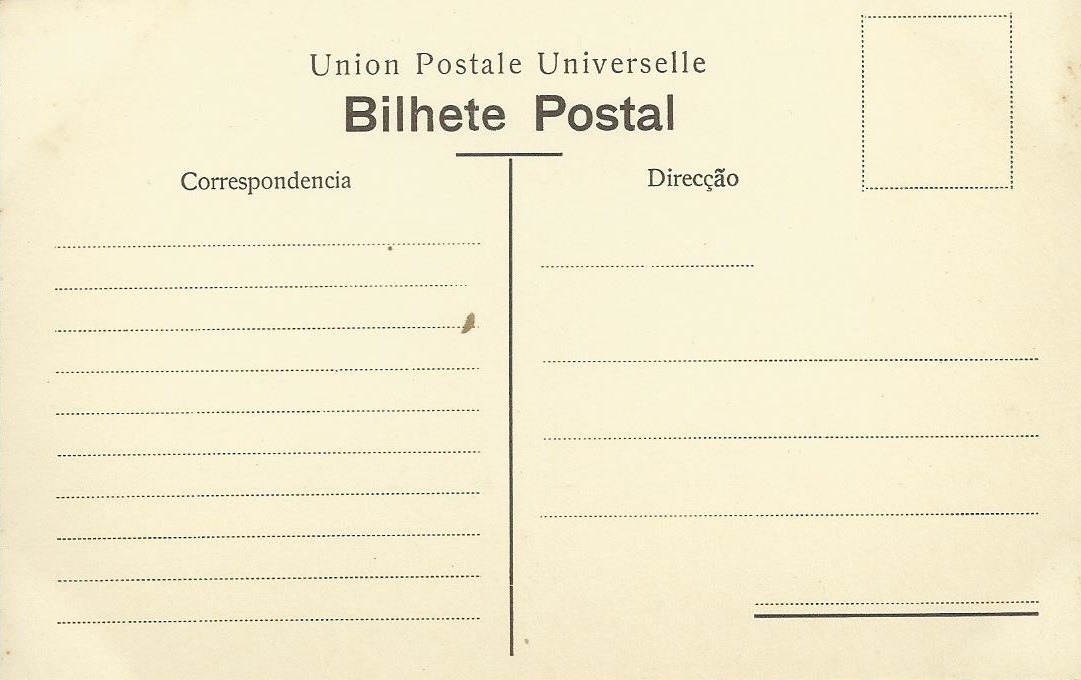 Union Postale Universelle
Bilhete Postal
Correspondencia
Direcção